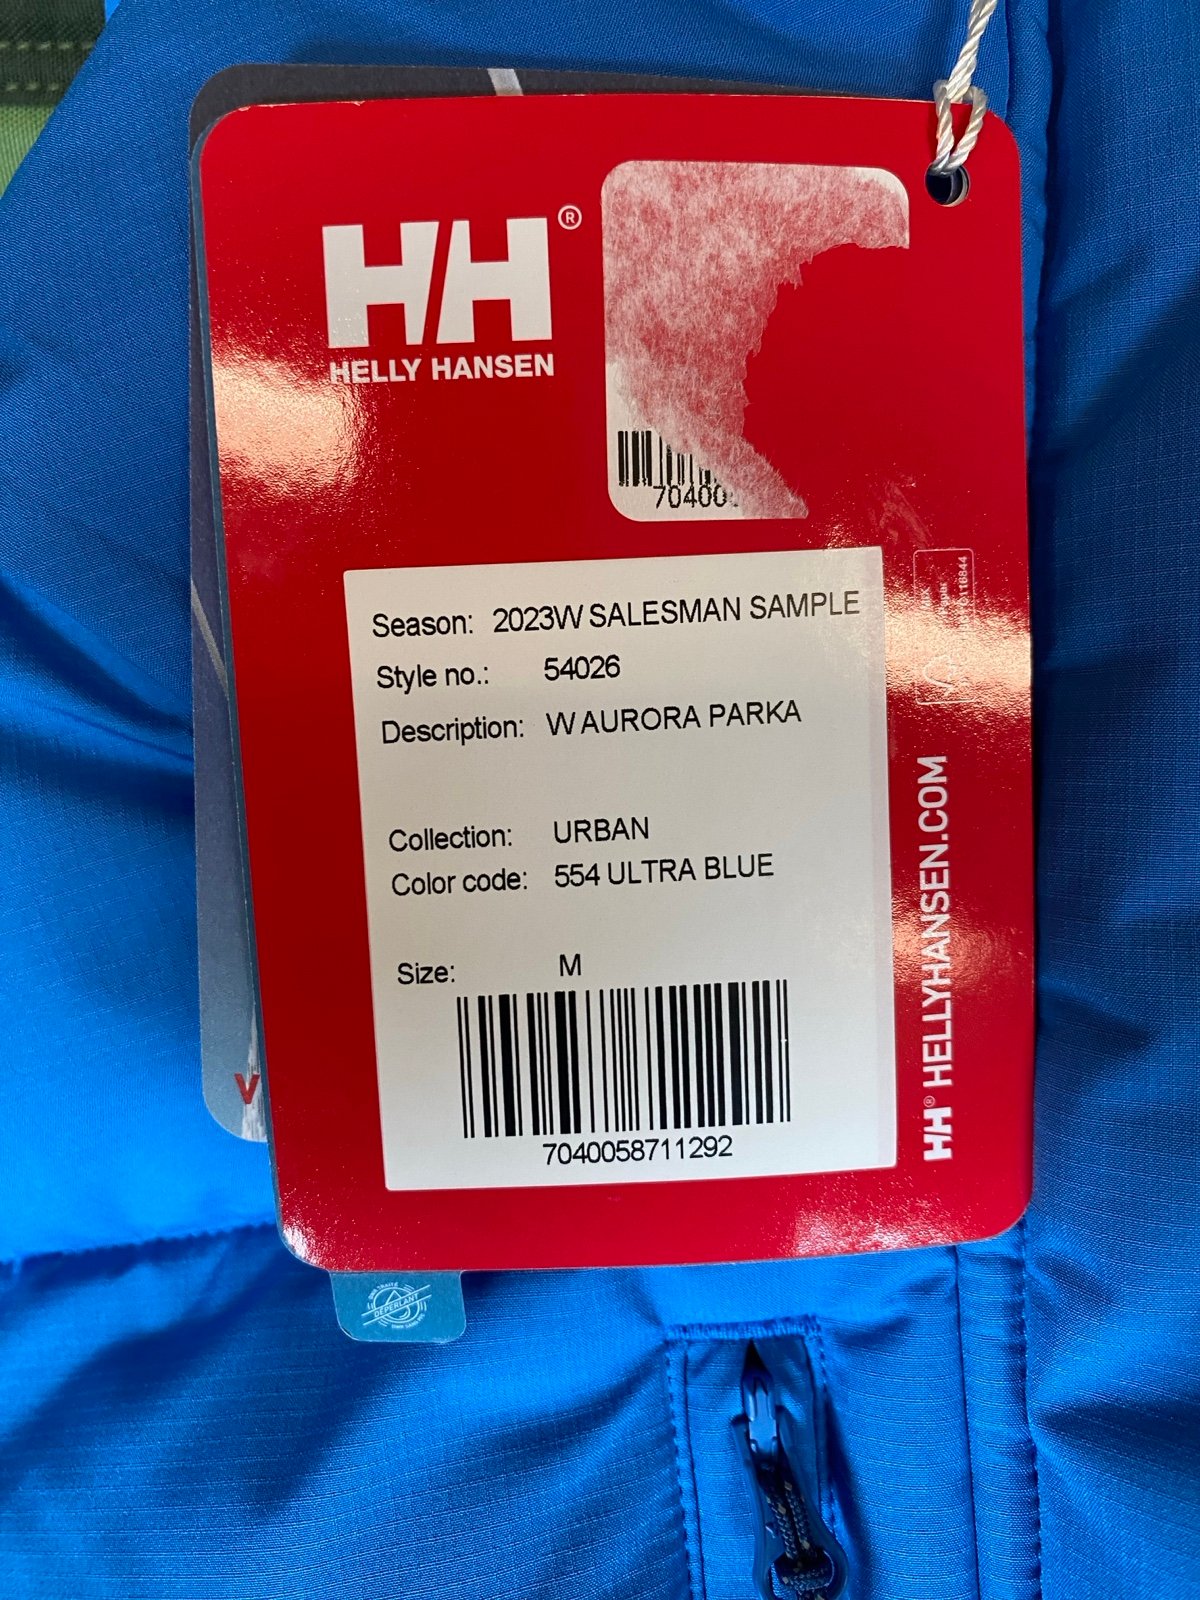 HH®
HELLY HANSEN
70400
Season: 2023W SALESMAN SAMPLE
Style no.: 54026
Description: W AURORA PARKA
Collection: URBAN
Color code: 554 ULTRA BLUE
Size: M
7040058711292
HH® HELLYHANSEN.COM
V
DÉPERLANT